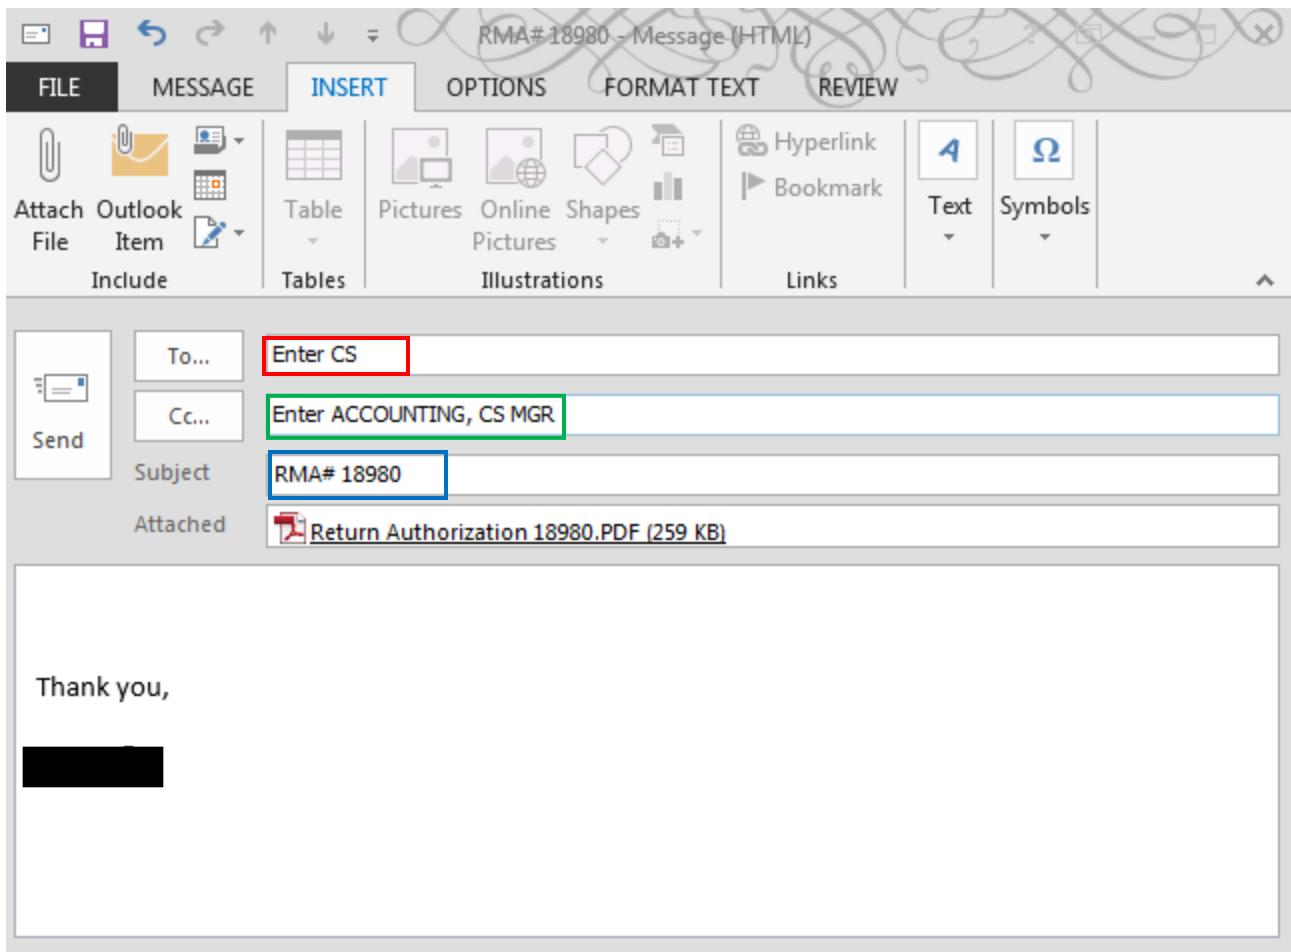 RMA# 18980 - Message (HTML)
FILE MESSAGE INSERT OPTIONS FORMAT TEXT REVIEW
Attach File
Outlook Item
Include
Table
Tables
Pictures
Online Pictures
Shapes
Illustrations
Hyperlink
Bookmark
Links
A
Text
Ω
Symbols
Send
To... Enter CS
Cc... Enter ACCOUNTING, CS MGR
Subject RMA# 18980
Attached Return Authorization 18980.PDF (259 KB)
Thank you,